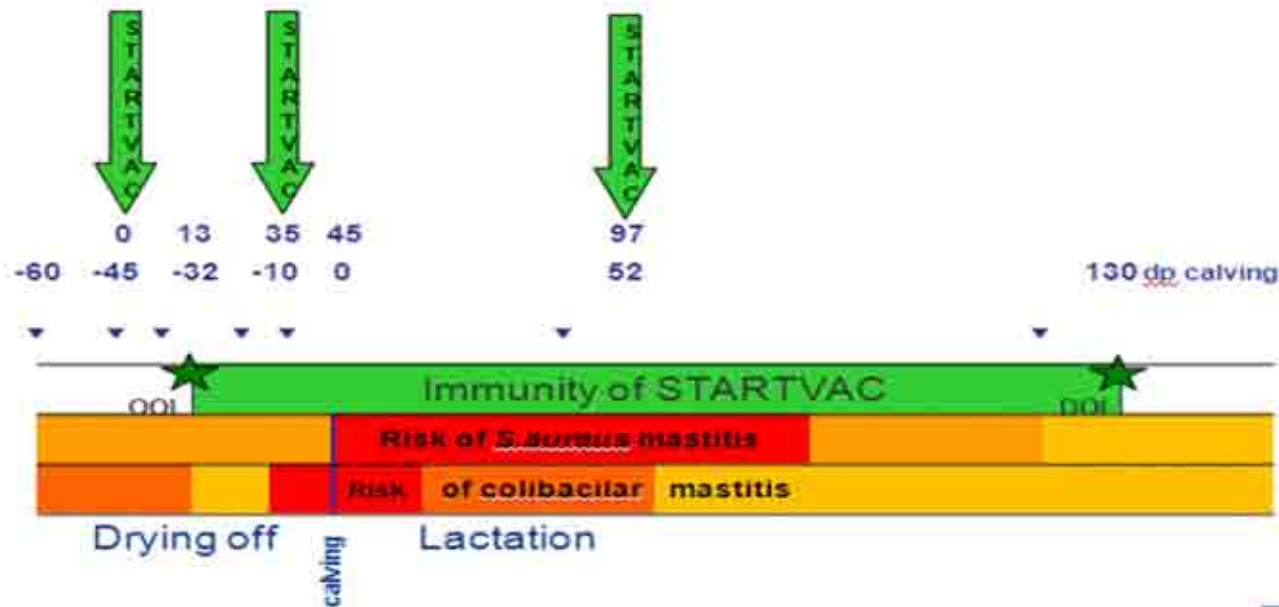 STARTVAC STARTVAC STARTVAC
0 13 35 45 97
-60 -45 -32 -10 0 52 130 dp calving
Immunity of STARTVAC
OOI DOI
Risk of S.aureus mastitis
Risk of colibacilar mastitis
Drying off Lactation
calving